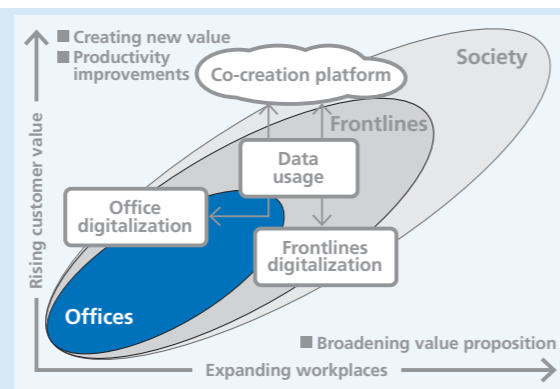 ■ Creating new value
■ Productivity
improvements
Co-creation platform
Society
Frontlines
Data
usage
Office
digitalization
Frontlines
digitalization
Offices
Rising customer value
■ Broadening value proposition
Expanding workplaces